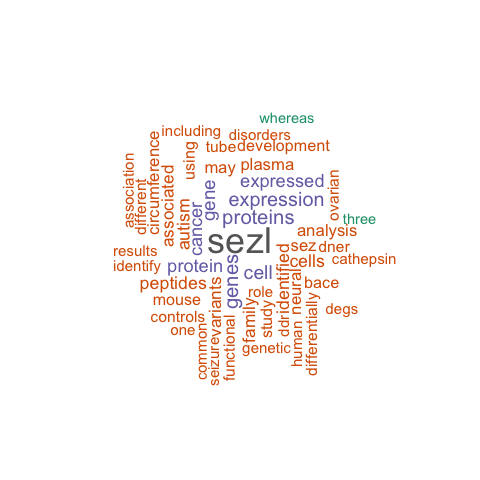 whereas
including
disorders
tube
development
using
circumference
association
different
associated
may
plasma
autism
gene
expressed
expression
ovarian
cancer
proteins
three
sezl
analysis
results
identify
protein
cell
genes
identified
sez
dner
cells
cathepsin
peptides
variants
role
ddr
neural
bace
mouse
family
study
differentially
degs
controls
one
seizure
common
functional
genetic
human